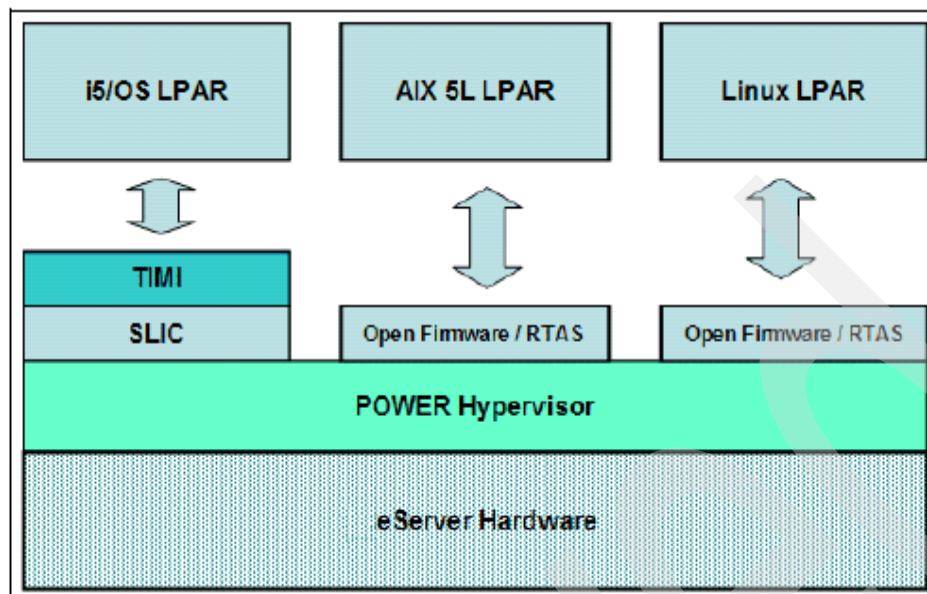 i5/OS LPAR
AIX 5L LPAR
Linux LPAR
TIMI
SLIC
Open Firmware / RTAS
Open Firmware / RTAS
POWER Hypervisor
eServer Hardware